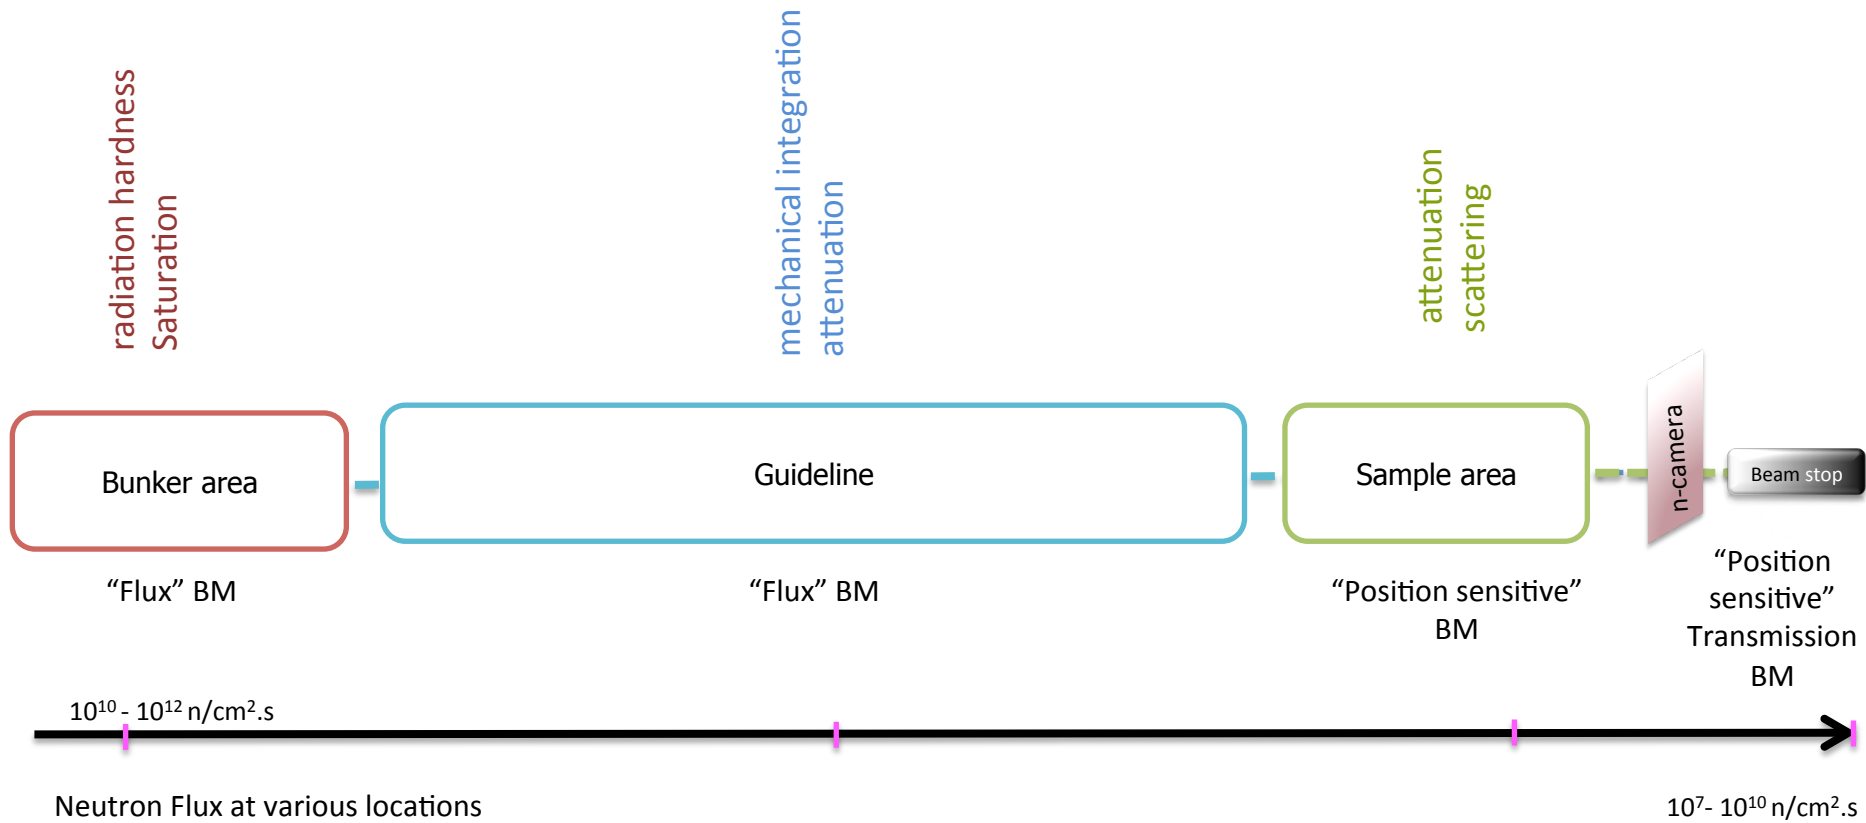 radiation hardness
Saturation
mechanical integration
attenuation
attenuation
scattering
Bunker area
Guideline
Sample area
n-camera
Beam stop
“Flux” BM
“Flux” BM
“Position sensitive”
BM
“Position
sensitive”
Transmission
BM
10¹⁰ - 10¹² n/cm².s
Neutron Flux at various locations
10⁷- 10¹⁰ n/cm².s